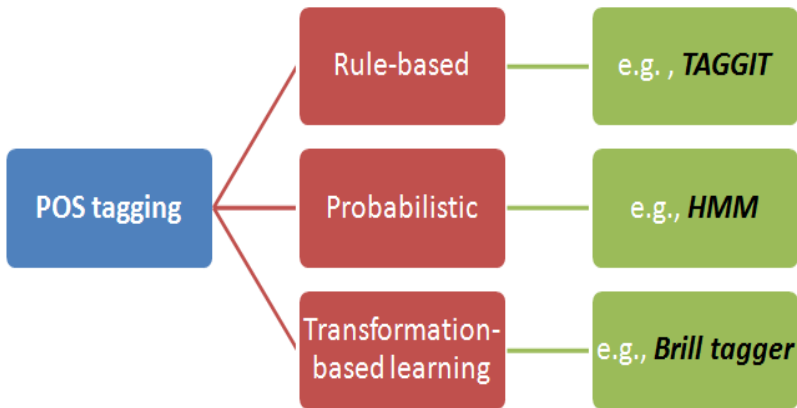 Rule-based
e.g. , TAGGIT
POS tagging
Probabilistic
e.g., HMM
Transformation-
based learning
e.g., Brill tagger